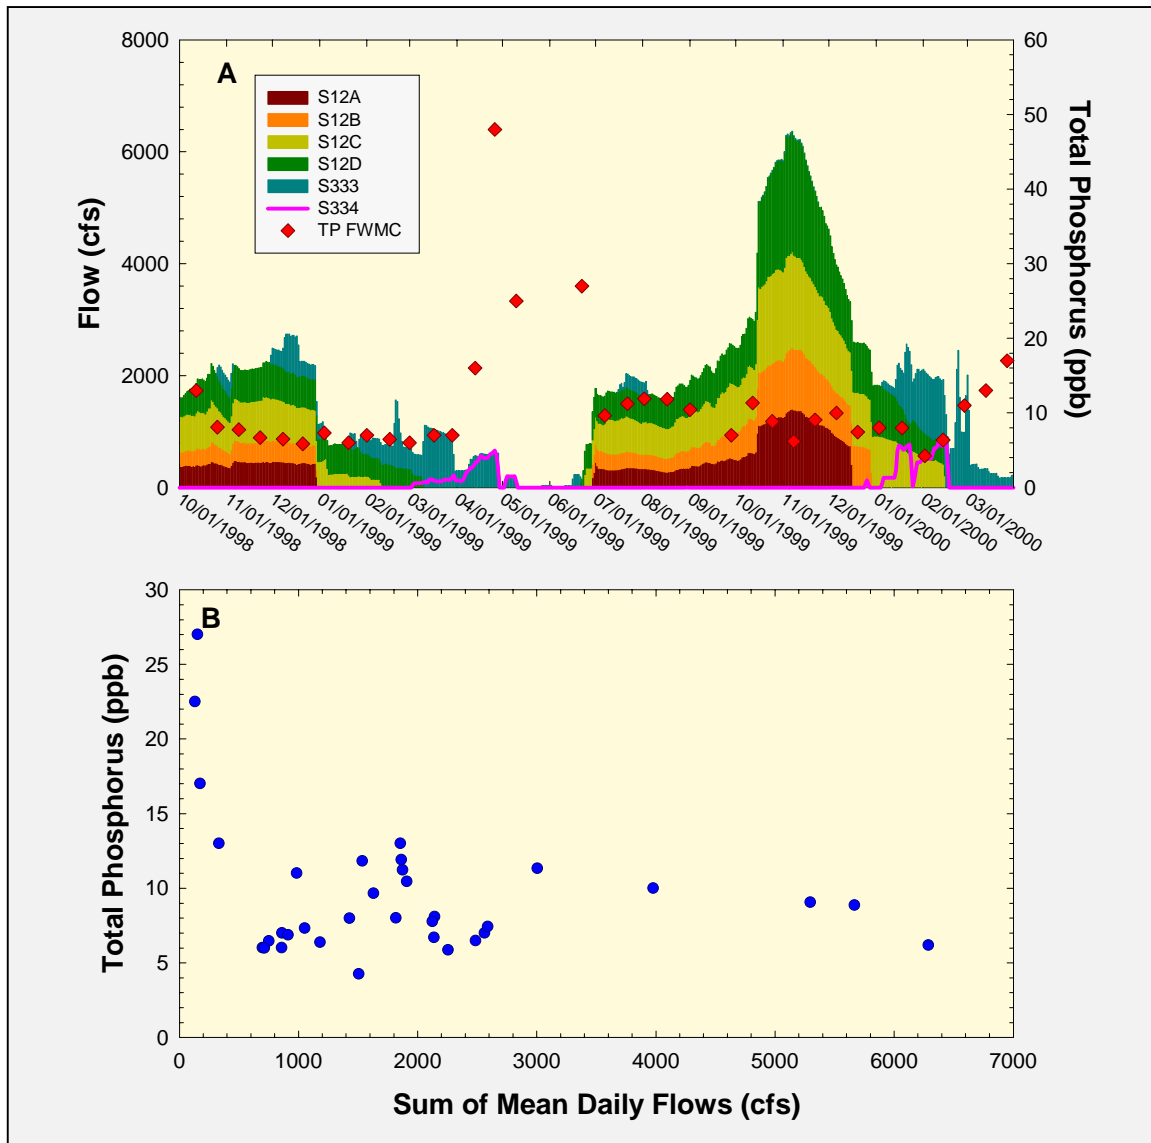 A
S12A
S12B
S12C
S12D
S333
S334
TP FWMC
8000
6000
4000
2000
0
Flow (cfs)
60
50
40
30
20
10
0
Total Phosphorus (ppb)
10/01/1998
11/01/1998
12/01/1998
01/01/1999
02/01/1999
03/01/1999
04/01/1999
05/01/1999
06/01/1999
07/01/1999
08/01/1999
09/01/1999
10/01/1999
11/01/1999
12/01/1999
01/01/2000
02/01/2000
03/01/2000
B
30
25
20
15
10
5
0
Total Phosphorus (ppb)
0 1000 2000 3000 4000 5000 6000 7000
Sum of Mean Daily Flows (cfs)